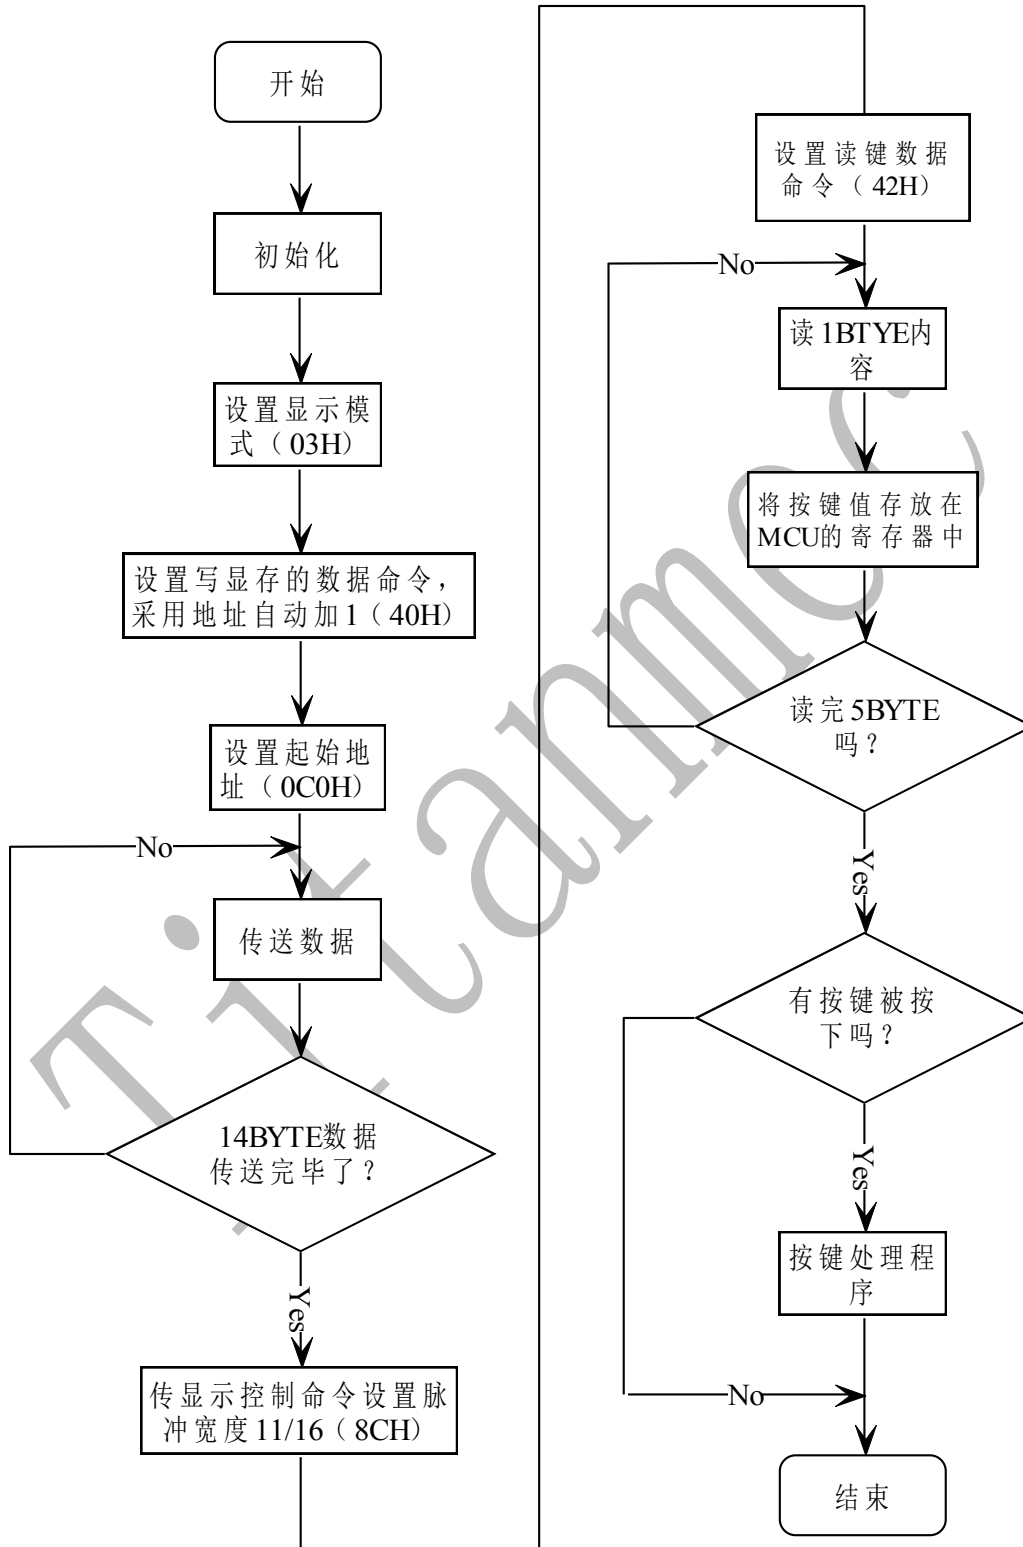 开始
初始化
设置显示模
式（03H）
设置写显存的数据命令，
采用地址自动加1（40H）
设置起始地
址（0C0H）
No
传送数据
14BYTE数据
传送完毕了？
Yes
传显示控制命令设置脉
冲宽度11/16（8CH）
设置读键数据
命令（42H）
No
读1BTYE内
容
将按键值存放在
MCU的寄存器中
读完5BYTE
吗？
Yes
有按键被按
下吗？
Yes
按键处理程
序
No
结束
Titanmec